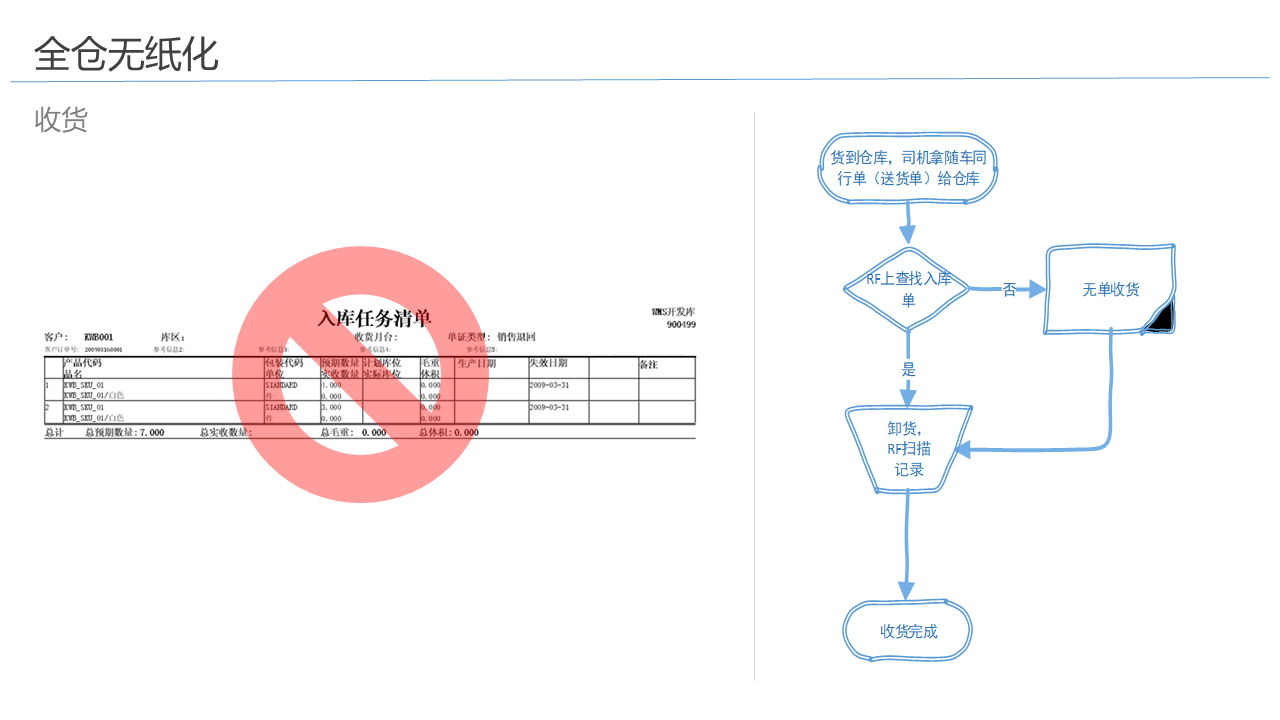 全仓无纸化
收货
入库任务清单
WMS开发库
900499
客户: KWB001 库区: 收货月台: 单证类型: 销售退回
客户订单号: 200903160001 参考信息2: 参考信息3: 参考信息4: 参考信息5:
产品代码 包装代码 预期数量 计划库位 毛重 生产日期 失效日期 备注
品名 单位 实收数量 实际库位 体积
1 KWB_SKU_01 STANDARD 4.000 0.000 2009-03-31
KWB_SKU_01/白色 件 0.000 0.000
2 KWB_SKU_01 STANDARD 3.000 0.000 2009-03-31
KWB_SKU_01/白色 件 0.000 0.000
总计 总预期数量: 7.000 总实收数量: 总毛重: 0.000 总体积: 0.000
货到仓库，司机拿随车同
行单（送货单）给仓库
RF上查找入库
单
否
无单收货
是
卸货，
RF扫描
记录
收货完成